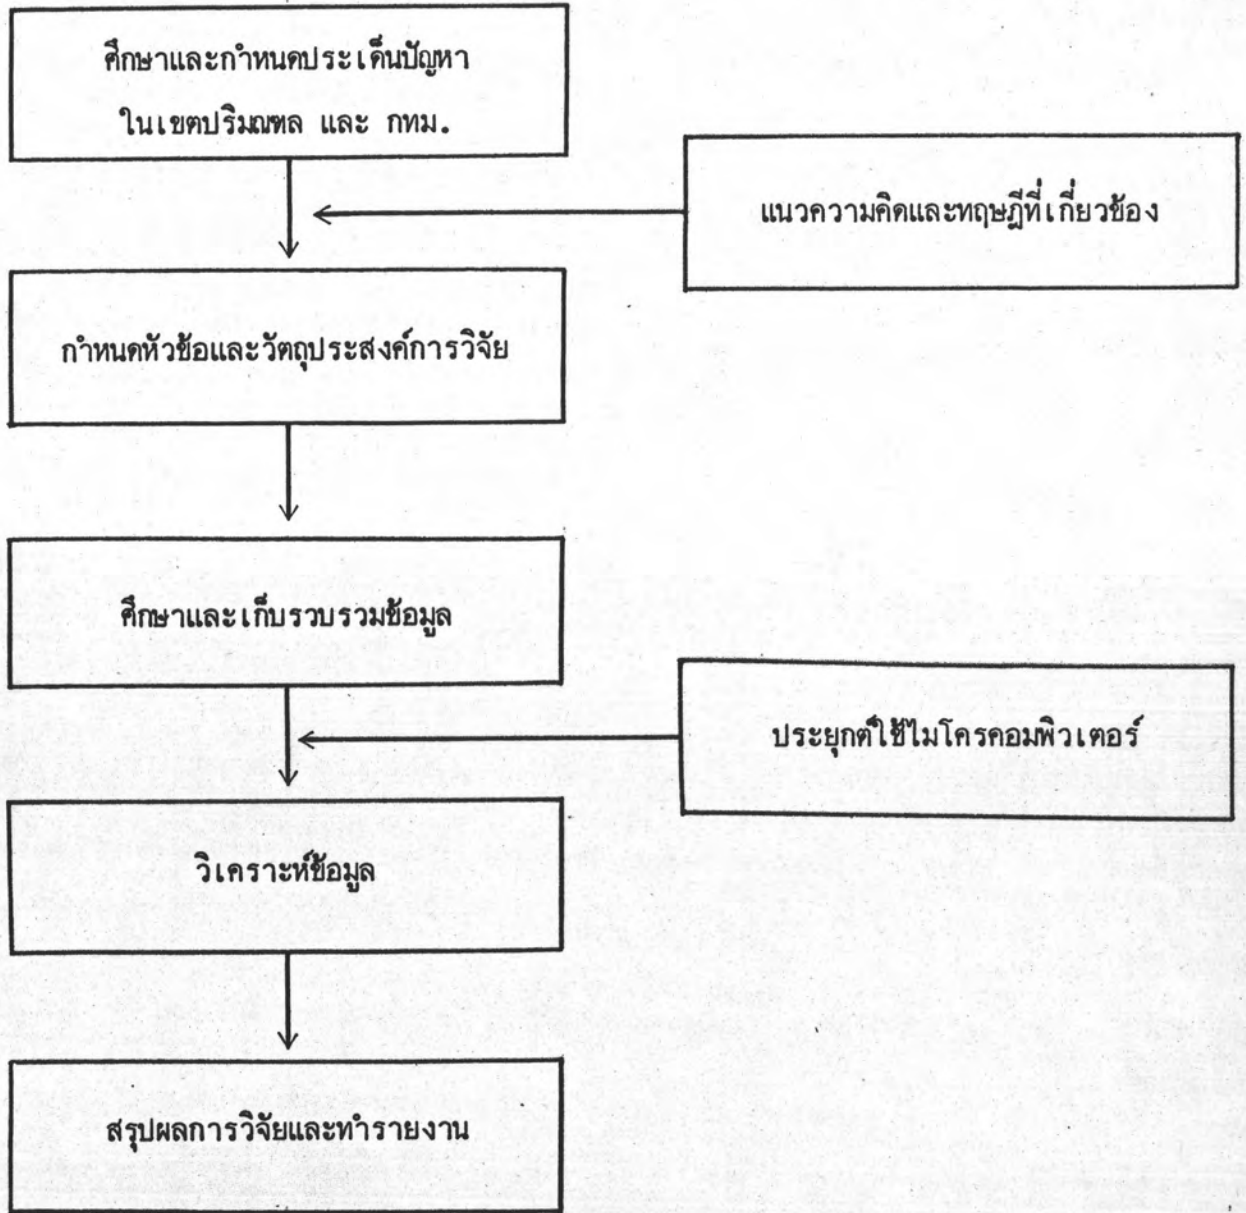 ศึกษาและกำหนดประเด็นปัญหา
ในเขตปริมณฑล และ กทม.
แนวความคิดและทฤษฎีที่เกี่ยวข้อง
กำหนดหัวข้อและวัตถุประสงค์การวิจัย
ศึกษาและเก็บรวบรวมข้อมูล
ประยุกต์ใช้ไมโครคอมพิวเตอร์
วิเคราะห์ข้อมูล
สรุปผลการวิจัยและทำรายงาน